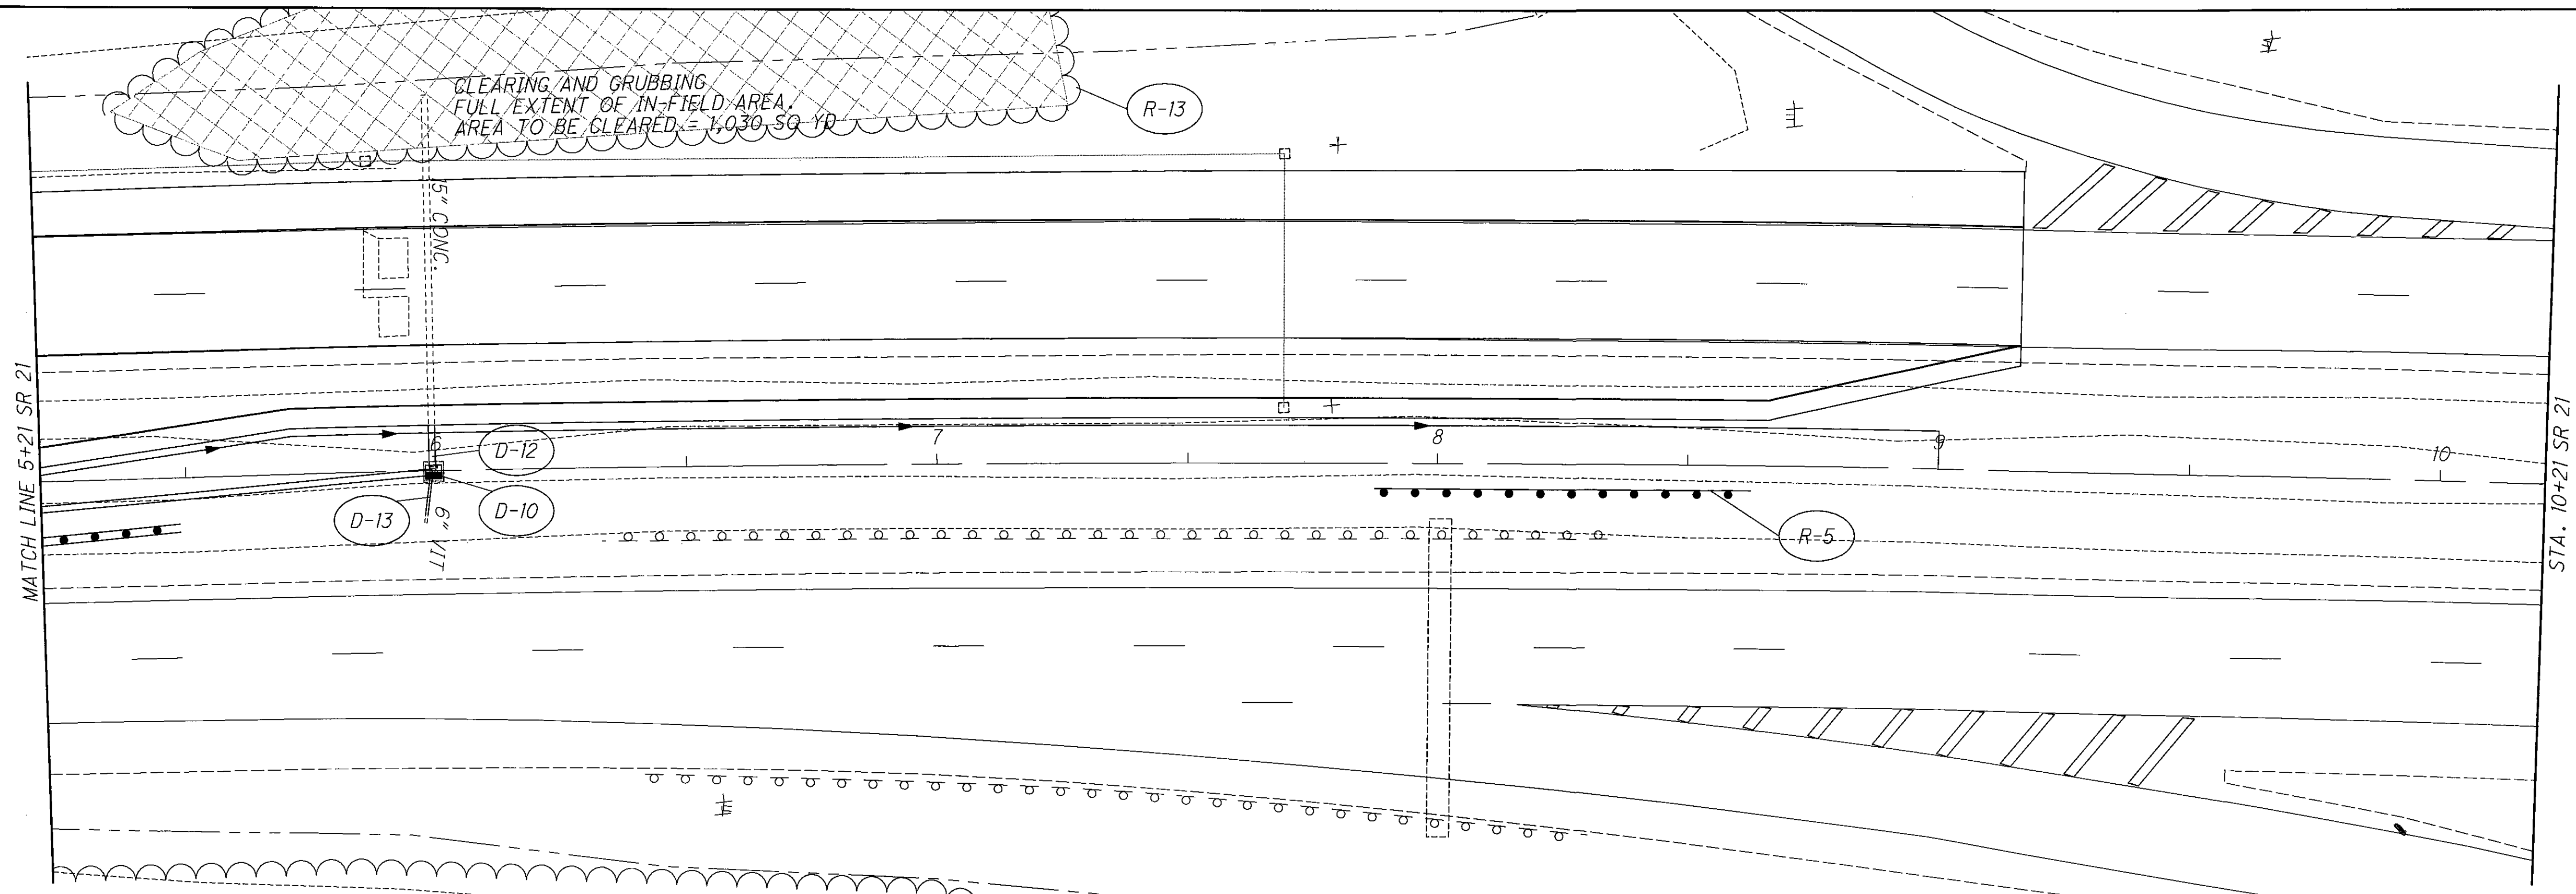 CLEARING AND GRUBBING
FULL EXTENT OF IN-FIELD AREA.
AREA TO BE CLEARED = 1,030 SQ YD
R-13
15" CONC.
MATCH LINE 5+21 SR 21
6
7
8
9
10
D-12
D-10
D-13
6" VIT
R-5
STA. 10+21 SR 21